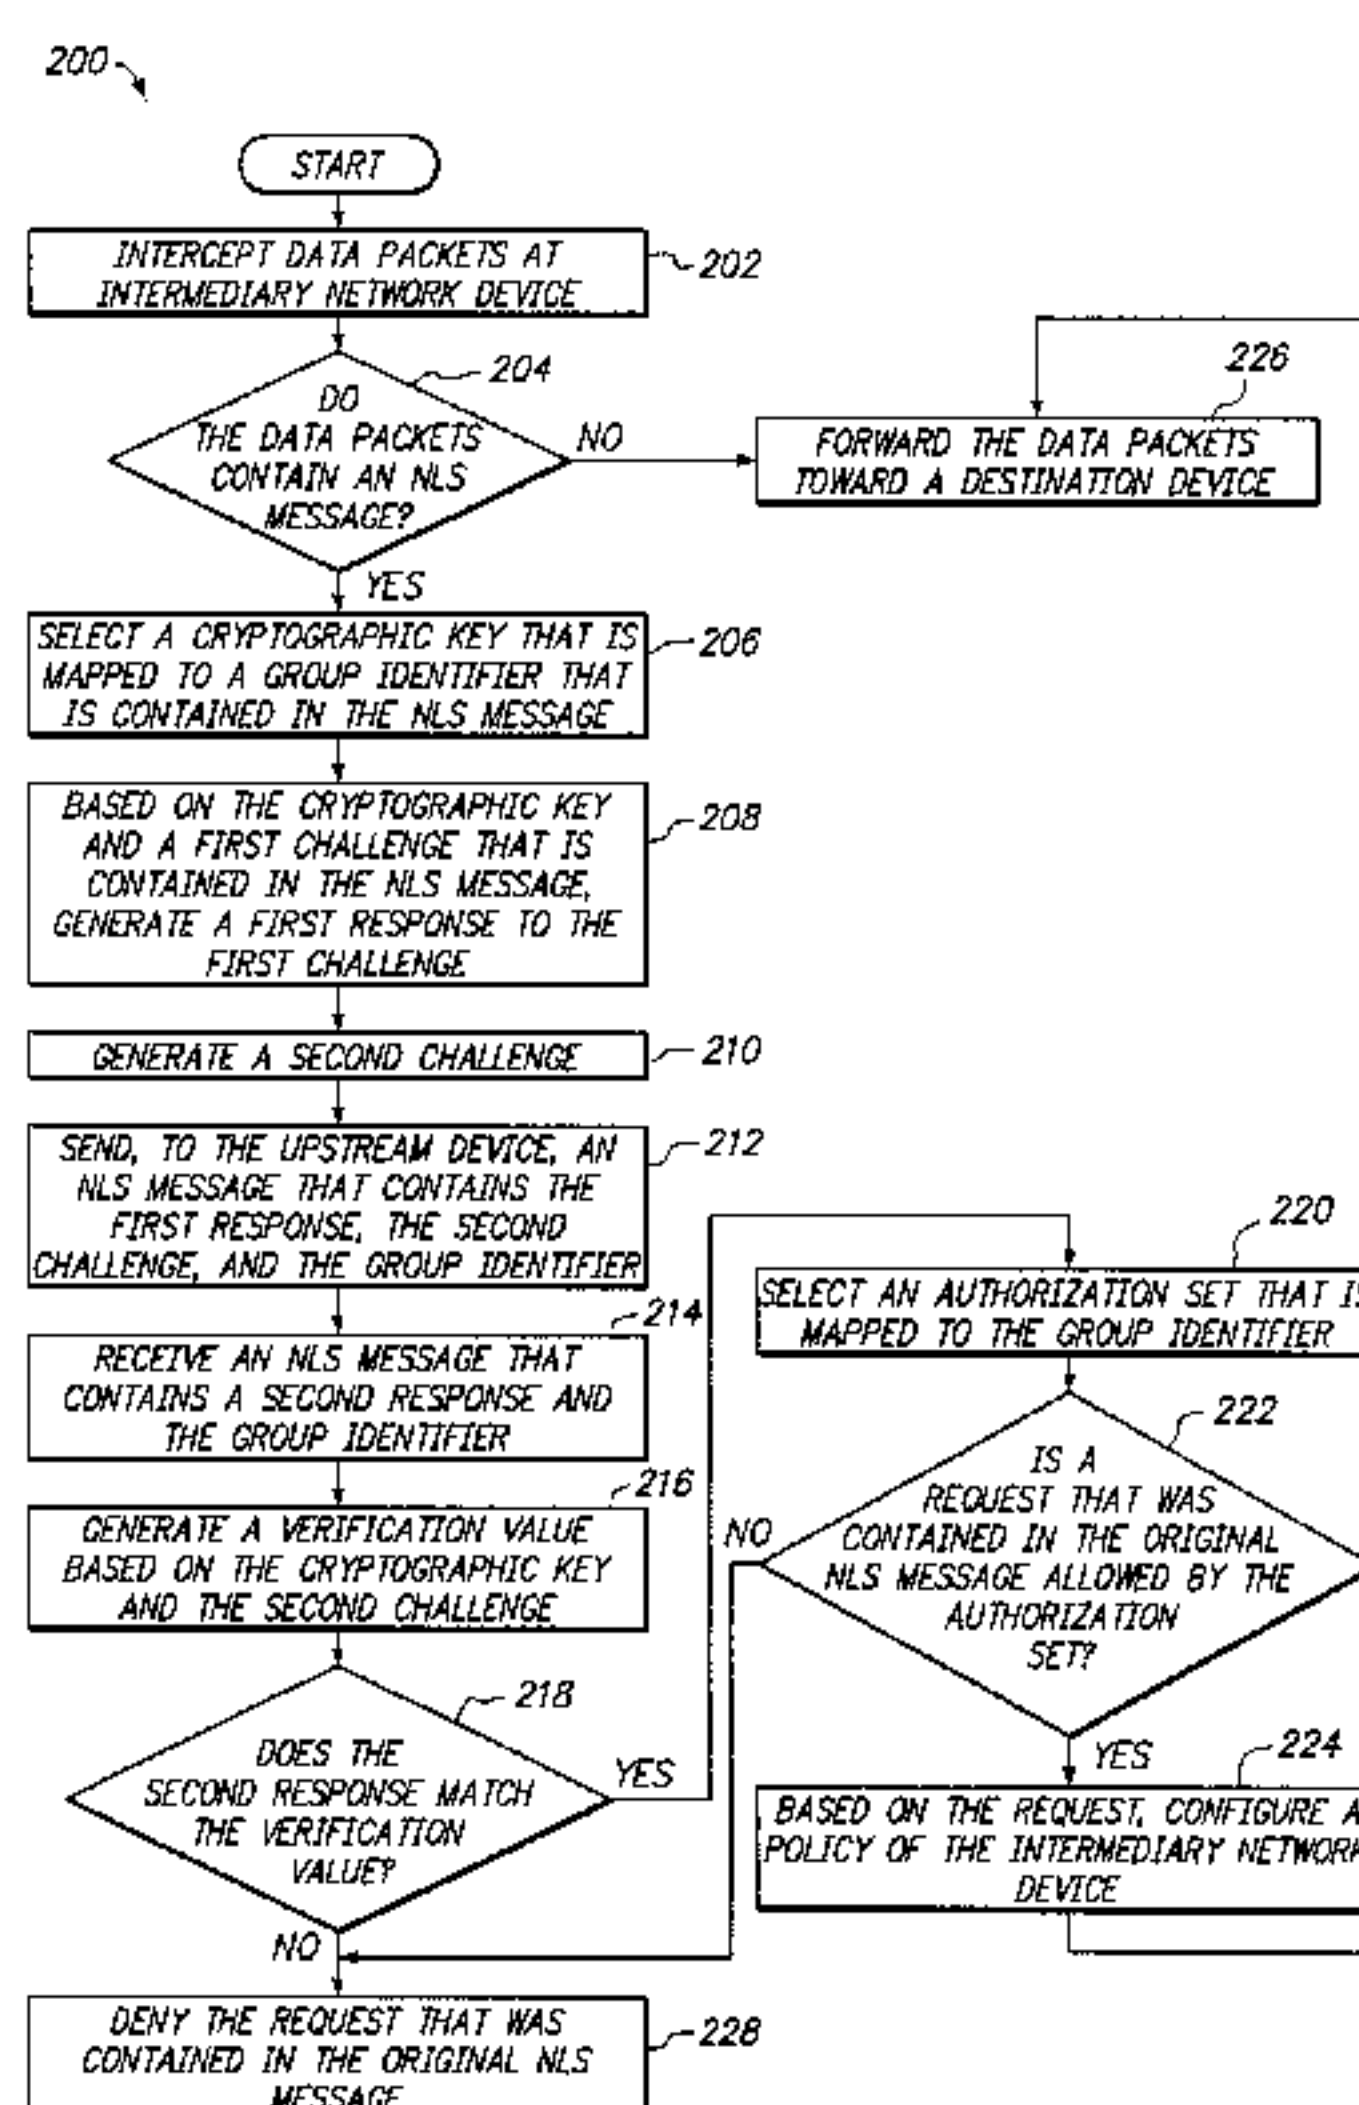 200
START
INTERCEPT DATA PACKETS AT
INTERMEDIARY NETWORK DEVICE
202
204
DO
THE DATA PACKETS
CONTAIN AN NLS
MESSAGE?
NO
226
FORWARD THE DATA PACKETS
TOWARD A DESTINATION DEVICE
YES
SELECT A CRYPTOGRAPHIC KEY THAT IS
MAPPED TO A GROUP IDENTIFIER THAT
IS CONTAINED IN THE NLS MESSAGE
206
BASED ON THE CRYPTOGRAPHIC KEY
AND A FIRST CHALLENGE THAT IS
CONTAINED IN THE NLS MESSAGE,
GENERATE A FIRST RESPONSE TO THE
FIRST CHALLENGE
208
GENERATE A SECOND CHALLENGE
210
SEND, TO THE UPSTREAM DEVICE, AN
NLS MESSAGE THAT CONTAINS THE
FIRST RESPONSE, THE SECOND
CHALLENGE, AND THE GROUP IDENTIFIER
212
214
RECEIVE AN NLS MESSAGE THAT
CONTAINS A SECOND RESPONSE AND
THE GROUP IDENTIFIER
216
GENERATE A VERIFICATION VALUE
BASED ON THE CRYPTOGRAPHIC KEY
AND THE SECOND CHALLENGE
218
DOES THE
SECOND RESPONSE MATCH
THE VERIFICATION
VALUE?
YES
NO
220
SELECT AN AUTHORIZATION SET THAT IS
MAPPED TO THE GROUP IDENTIFIER
222
IS A
REQUEST THAT WAS
CONTAINED IN THE ORIGINAL
NLS MESSAGE ALLOWED BY THE
AUTHORIZATION
SET?
NO
YES
224
BASED ON THE REQUEST, CONFIGURE A
POLICY OF THE INTERMEDIARY NETWORK
DEVICE
DENY THE REQUEST THAT WAS
CONTAINED IN THE ORIGINAL NLS
MESSAGE
228